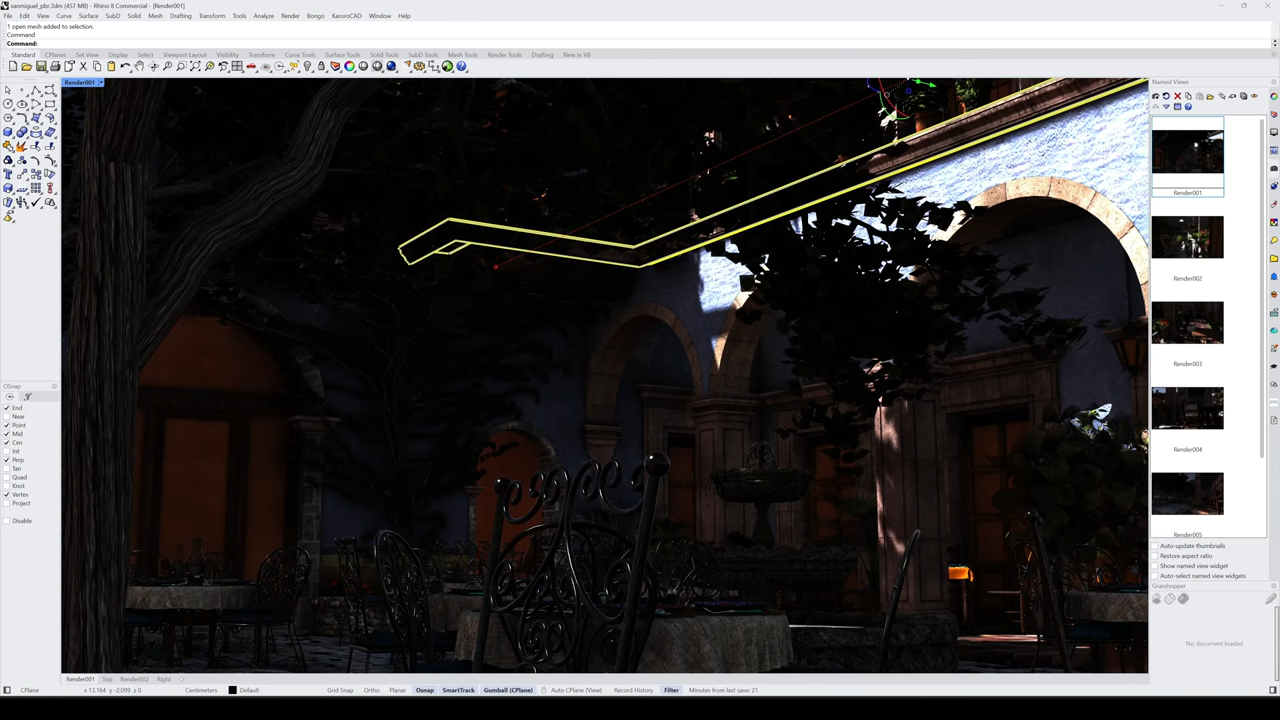 sanmiguel_pbr.3dm (457 MB) - Rhino 8 Commercial - [Render001]
File Edit View Curve Surface SubD Solid Mesh Drafting Transform Tools Analyze Render Bongo KaroroCAD Window Help
1 open mesh added to selection.
Command
Command:
Standard CPlanes Set View Display Select Viewport Layout Visibility Transform Curve Tools Surface Tools Solid Tools SubD Tools Mesh Tools Render Tools Drafting New in V8
Render001
Named Views
Render001
Render002
Render003
Render004
Render005
OSnap
End
Near
Point
Mid
Cen
Int
Perp
Tan
Quad
Knot
Vertex
Project
Disable
Auto-update thumbnails
Restore aspect ratio
Show named view widget
Auto-select named view widgets
Grasshopper
No document loaded
Render001 Top Render002 Right
CPlane x 13.164 y -2.099 z 0 Centimeters Default Grid Snap Ortho Planar Osnap SmartTrack Gumball (CPlane) Auto CPlane (View) Record History Filter Minutes from last save: 21